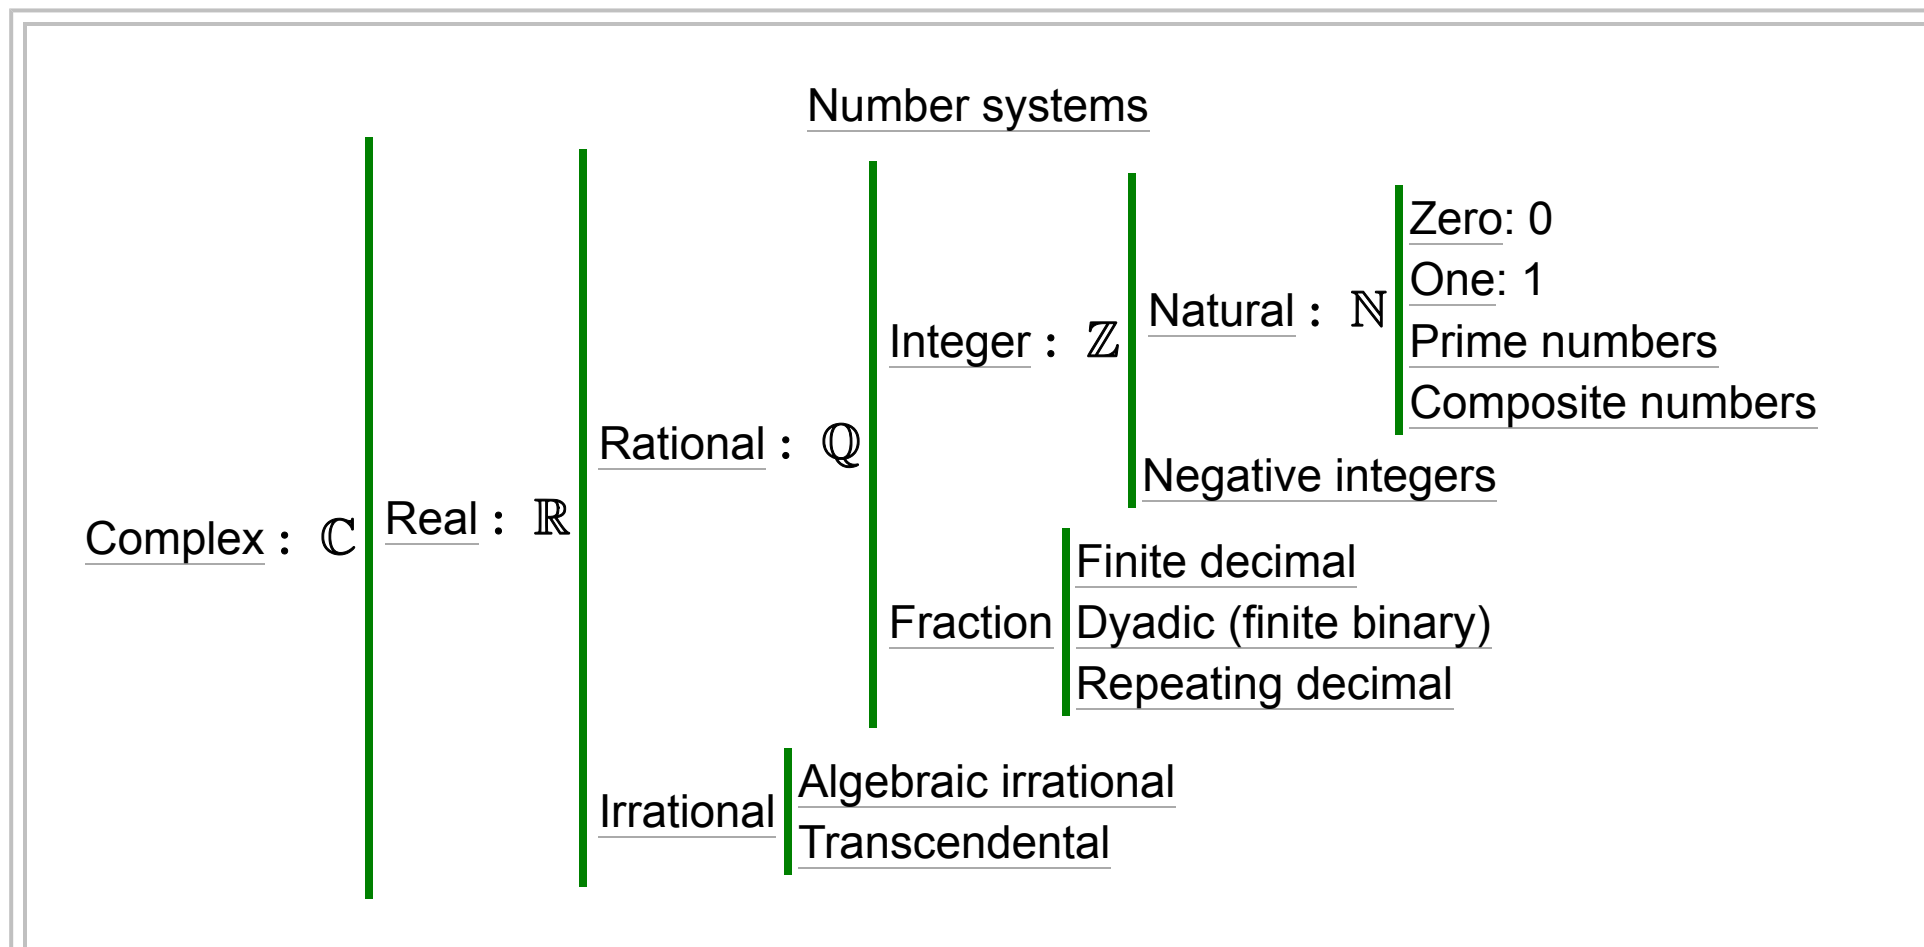 Number systems
Complex : ℂ
Real : ℝ
Rational : ℚ
Integer : ℤ
Natural : ℕ
Zero: 0
One: 1
Prime numbers
Composite numbers
Negative integers
Fraction
Finite decimal
Dyadic (finite binary)
Repeating decimal
Irrational
Algebraic irrational
Transcendental